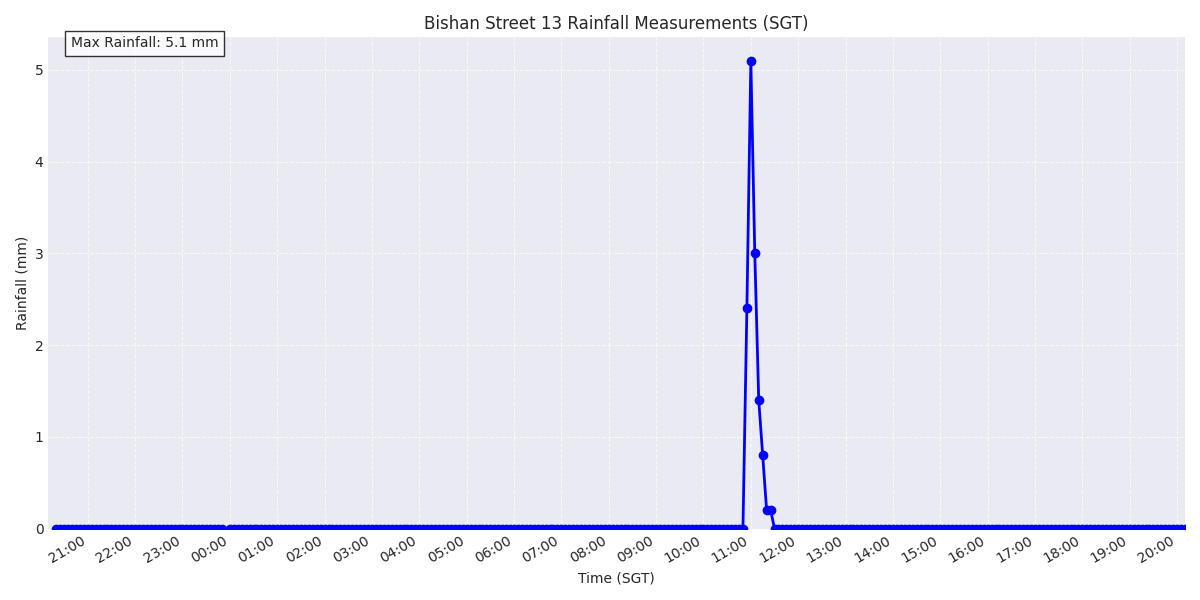 Bishan Street 13 Rainfall Measurements (SGT)
Max Rainfall: 5.1 mm
5
4
3
2
1
0
Rainfall (mm)
21:00 22:00 23:00 00:00 01:00 02:00 03:00 04:00 05:00 06:00 07:00 08:00 09:00 10:00 11:00 12:00 13:00 14:00 15:00 16:00 17:00 18:00 19:00 20:00
Time (SGT)